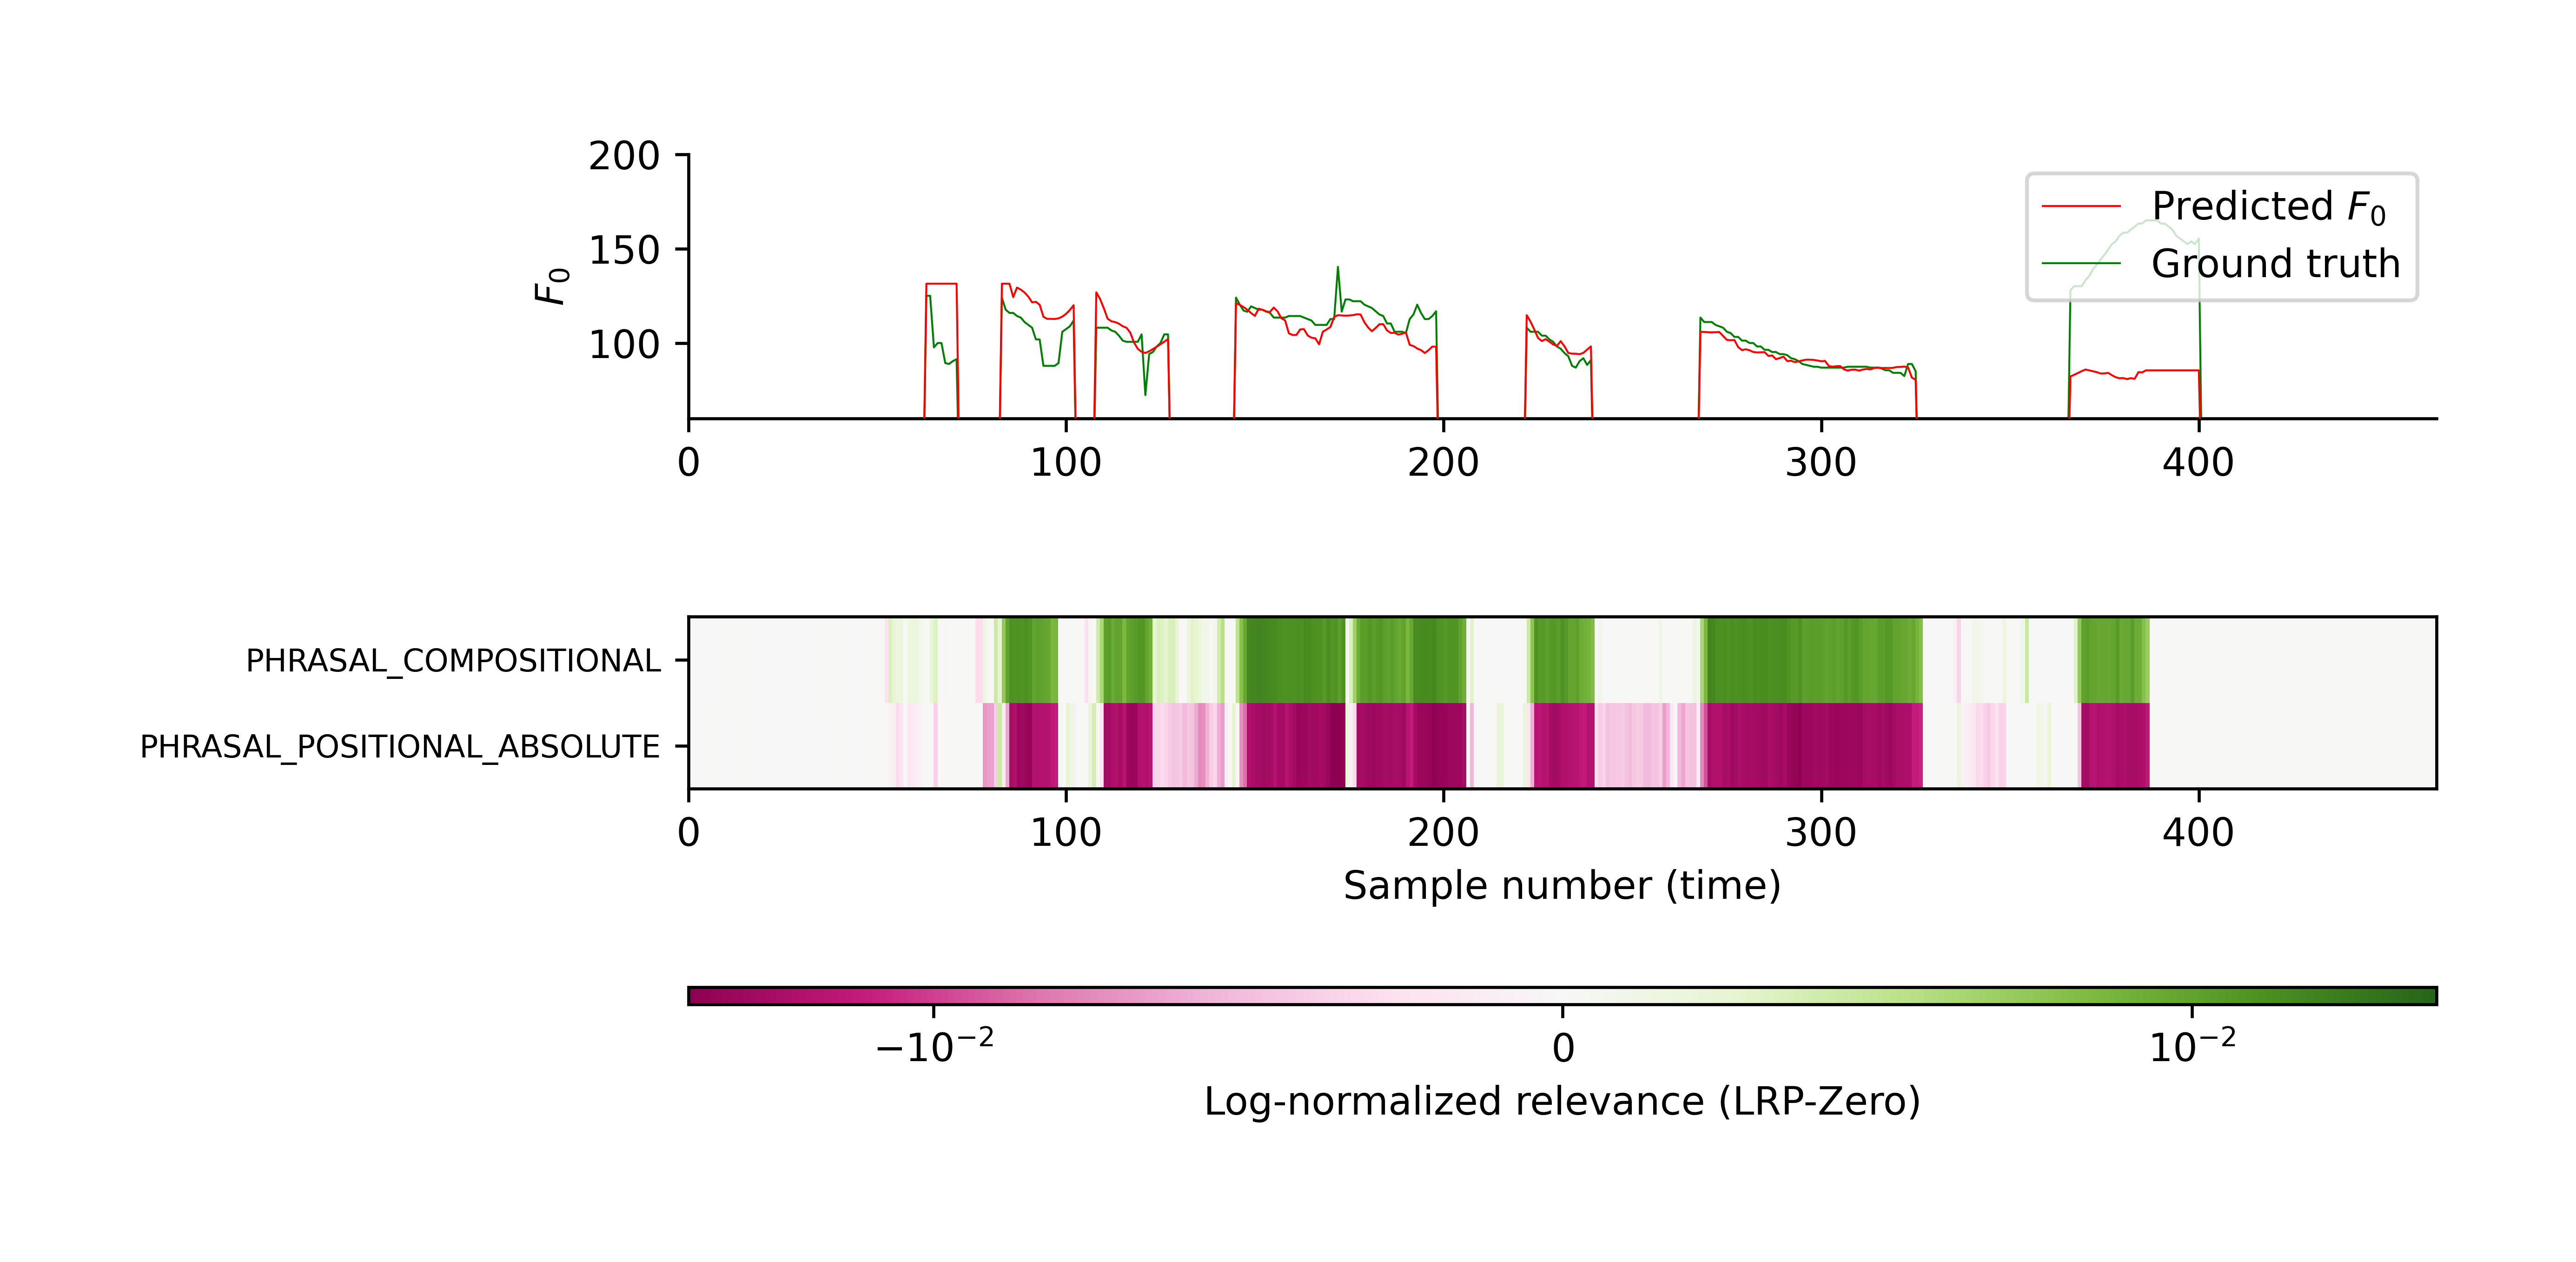 200
150
100
F₀
Predicted F₀
Ground truth
0 100 200 300 400
PHRASAL_COMPOSITIONAL
PHRASAL_POSITIONAL_ABSOLUTE
0 100 200 300 400
Sample number (time)
−10⁻² 0 10⁻²
Log-normalized relevance (LRP-Zero)